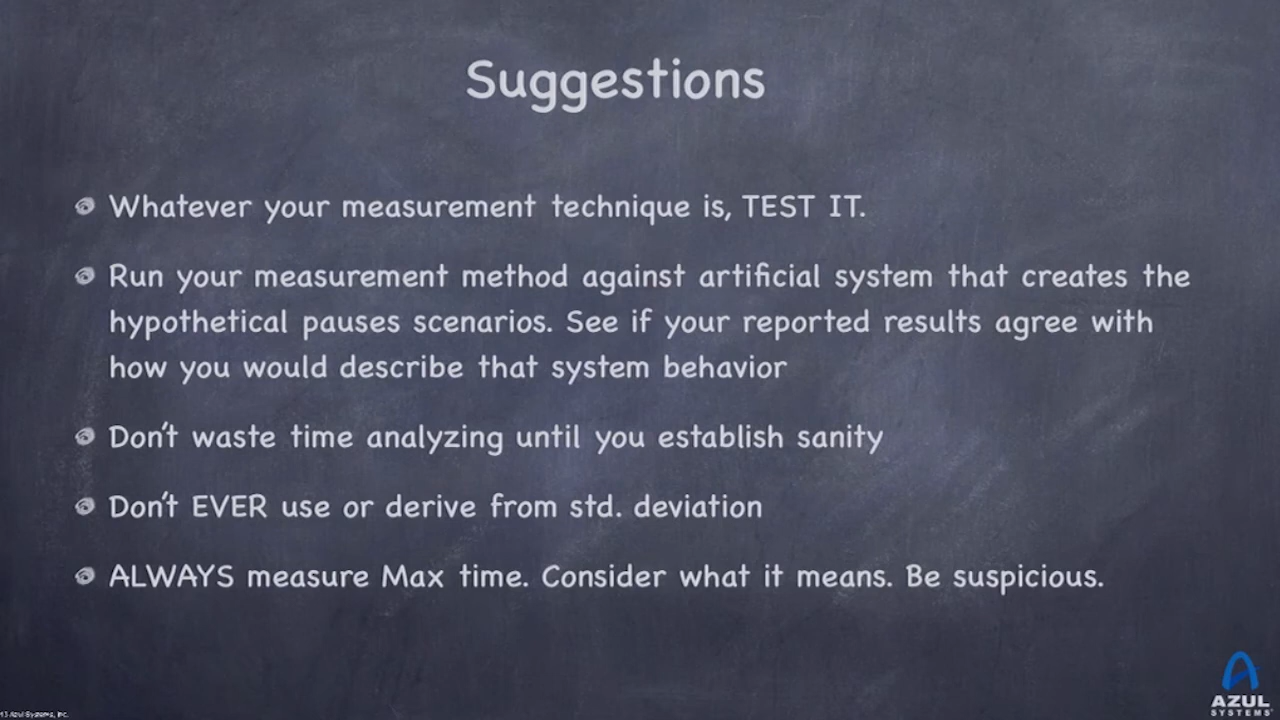 Suggestions
Whatever your measurement technique is, TEST IT.
Run your measurement method against artificial system that creates the
hypothetical pauses scenarios. See if your reported results agree with
how you would describe that system behavior
Don't waste time analyzing until you establish sanity
Don't EVER use or derive from std. deviation
ALWAYS measure Max time. Consider what it means. Be suspicious.
AZUL
SYSTEMS
Azul Systems, Inc.